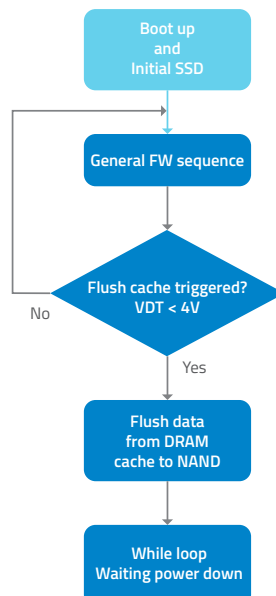 Boot up
and
Initial SSD
General FW sequence
Flush cache triggered?
VDT < 4V
No
Yes
Flush data
from DRAM
cache to NAND
While loop
Waiting power down